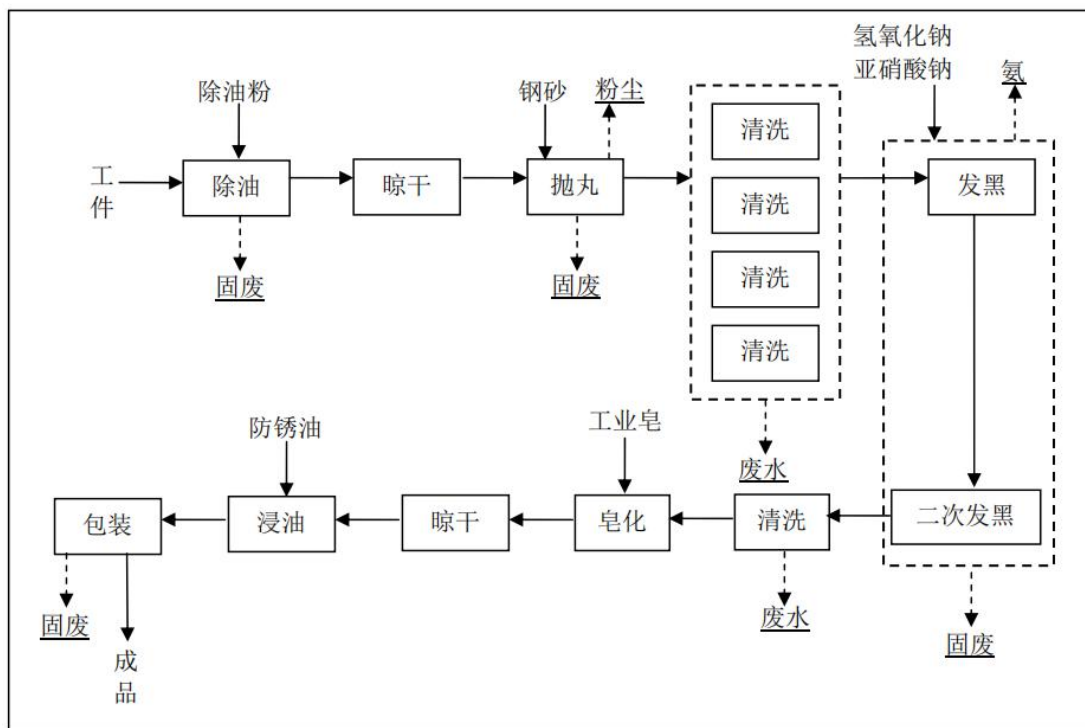 氢氧化钠
亚硝酸钠
氨
除油粉
钢砂
粉尘
清洗
工
件
除油
晾干
抛丸
清洗
发黑
固废
固废
清洗
清洗
防锈油
工业皂
废水
包装
浸油
晾干
皂化
清洗
二次发黑
固废
废水
固废
成
品